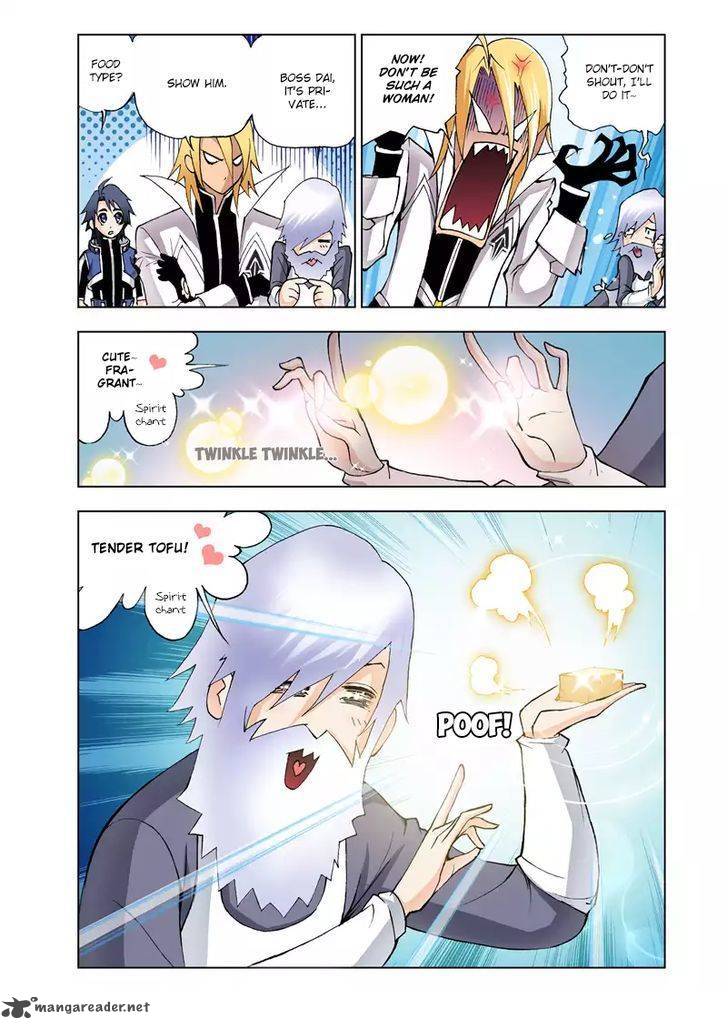 FOOD
TYPE?
SHOW HIM.
BOSS DAI,
IT'S PRI-
VATE...
NOW!
DON'T BE
SUCH A
WOMAN!
DON'T-DON'T
SHOUT, I'LL
DO IT~
CUTE~
FRA-
GRANT~
Spirit
chant
TWINKLE TWINKLE...
TENDER TOFU!
Spirit
chant
POOF!
mangareader.net